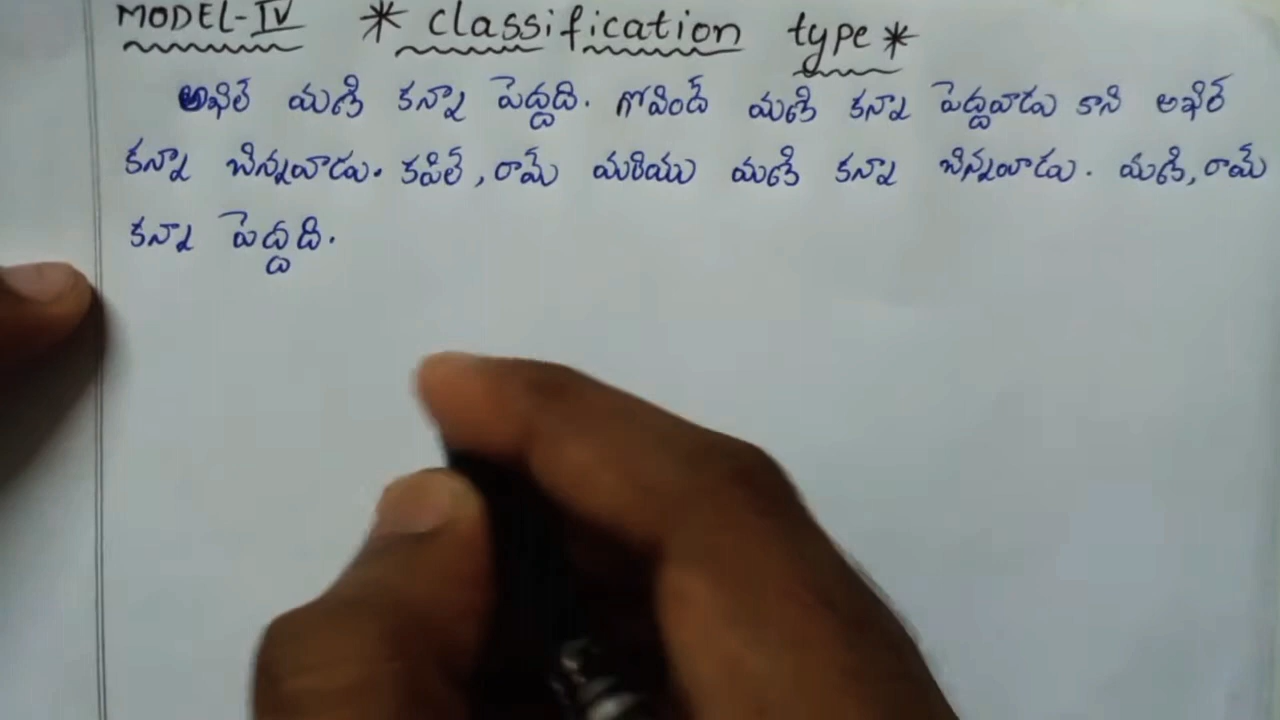 MODEL-IV * classification type *
అఖిల్ మణి కన్నా పెద్దది. గోవింద్ మణి కన్నా పెద్దవాడు కాని అఖిల్
కన్నా చిన్నవాడు. కపిల్, రామ్ మరియు మణి కన్నా చిన్నవాడు. మణి, రామ్
కన్నా పెద్దది.